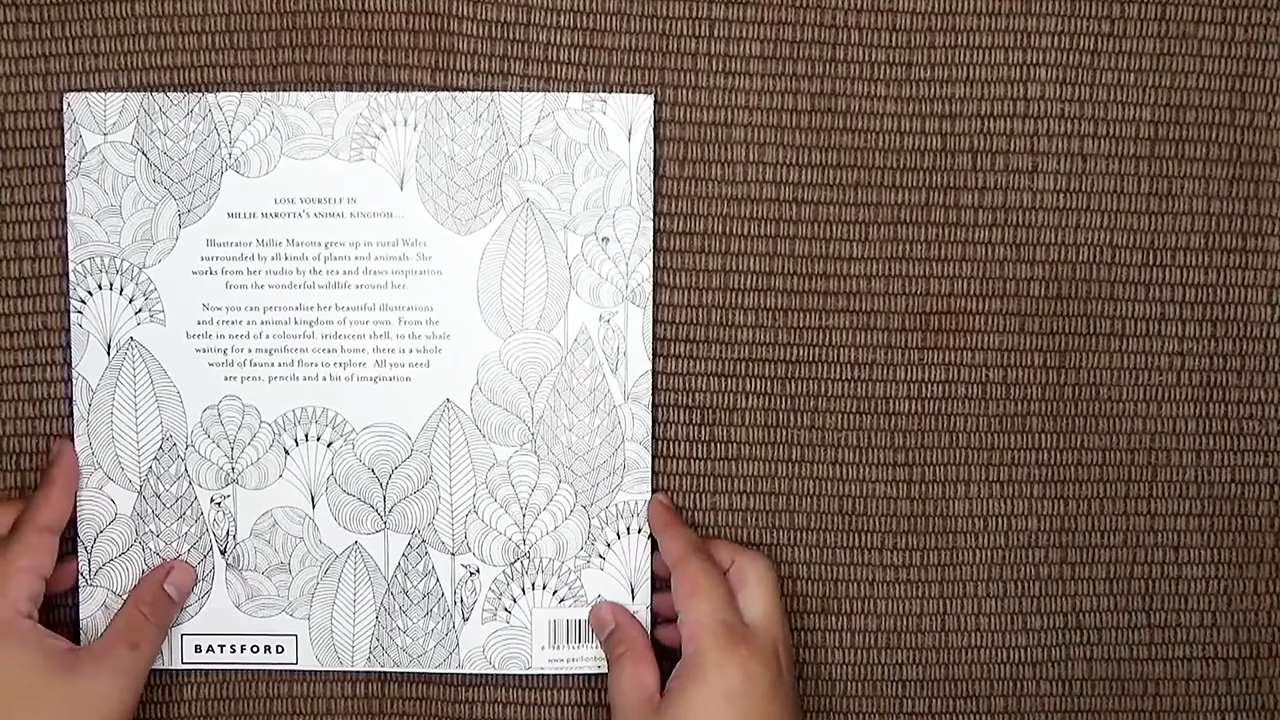 LOSE YOURSELF IN
MILLIE MAROTTA'S ANIMAL KINGDOM...
Illustrator Millie Marotta grew up in rural Wales
surrounded by all kinds of plants and animals. She
works from her studio by the sea and draws inspiration
from the wonderful wildlife around her.
Now you can personalise her beautiful illustrations
and create an animal kingdom of your own. From the
beetle in need of a colourful, iridescent shell, to the whale
waiting for a magnificent ocean home, there is a whole
world of fauna and flora to explore. All you need
are pens, pencils and a bit of imagination
BATSFORD